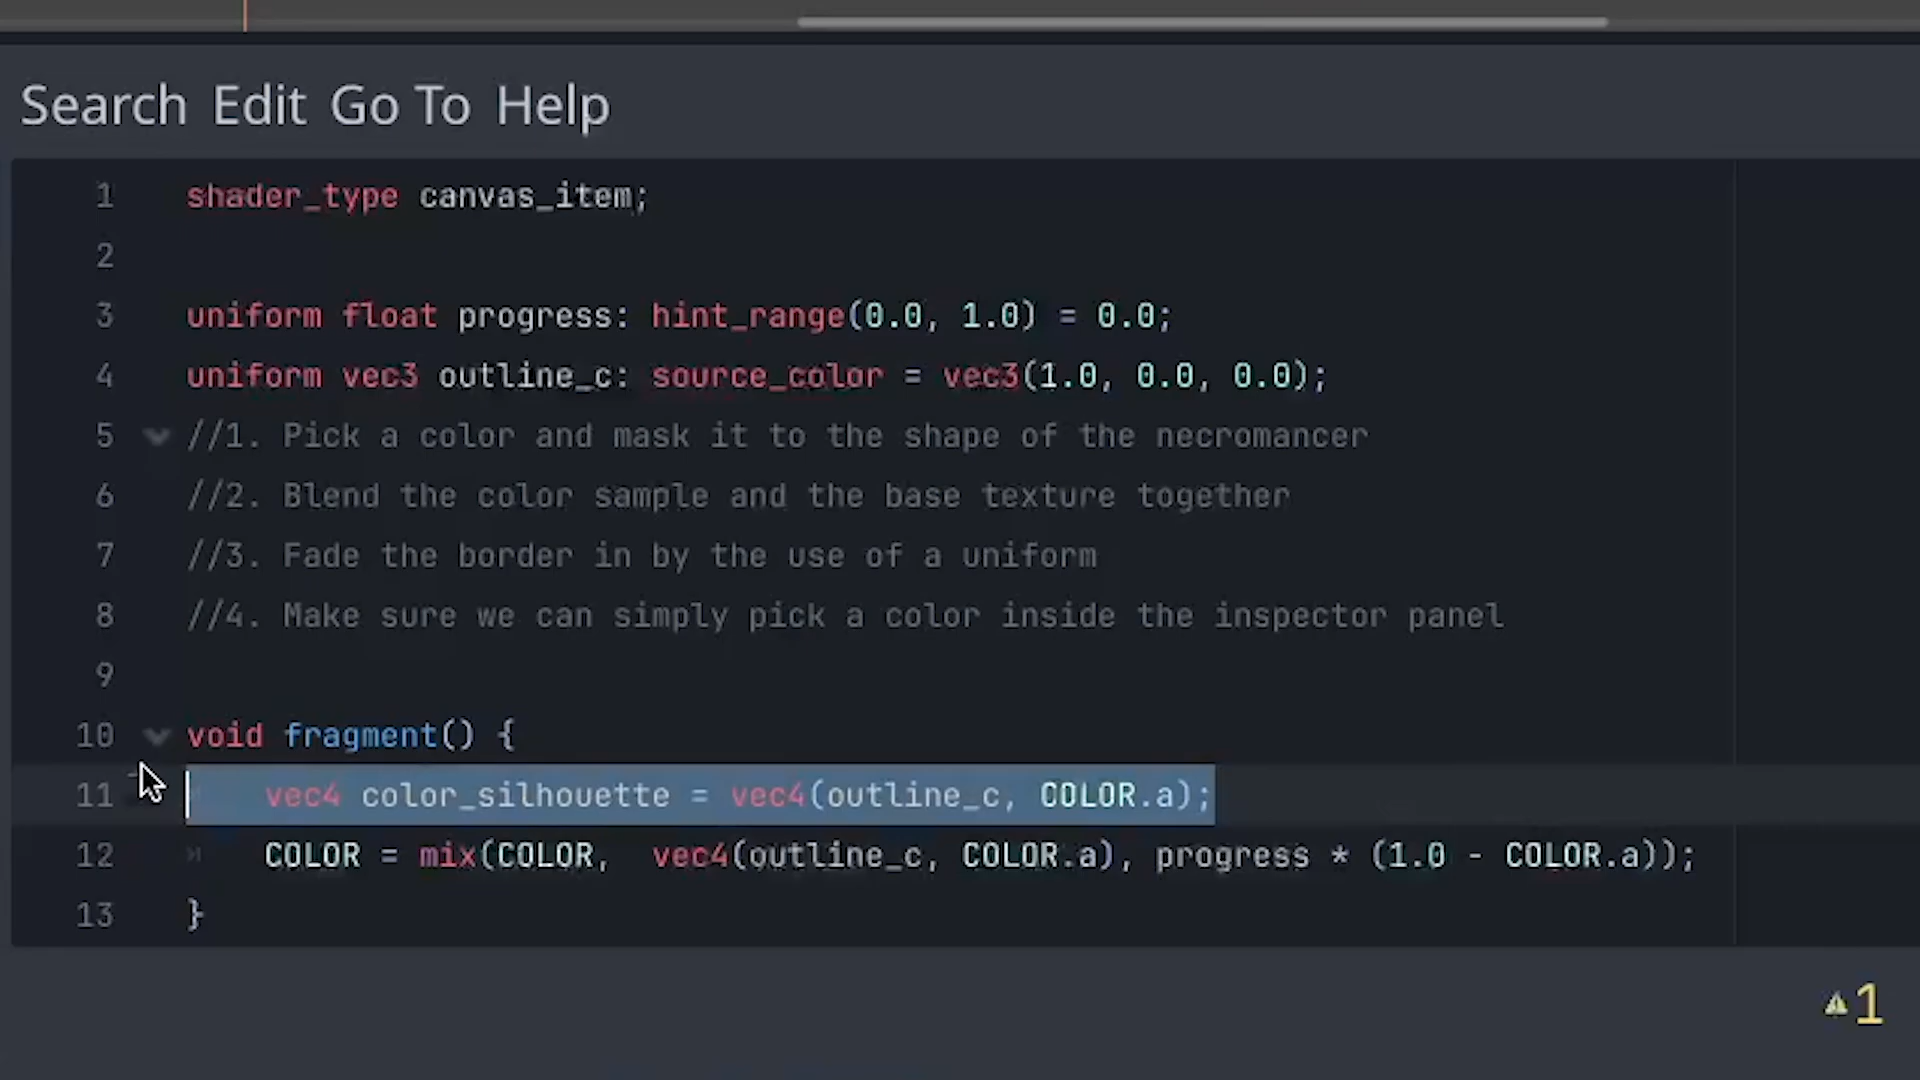 Search Edit Go To Help
1 shader_type canvas_item;
2
3 uniform float progress: hint_range(0.0, 1.0) = 0.0;
4 uniform vec3 outline_c: source_color = vec3(1.0, 0.0, 0.0);
5 //1. Pick a color and mask it to the shape of the necromancer
6 //2. Blend the color sample and the base texture together
7 //3. Fade the border in by the use of a uniform
8 //4. Make sure we can simply pick a color inside the inspector panel
9
10 void fragment() {
11 vec4 color_silhouette = vec4(outline_c, COLOR.a);
12 COLOR = mix(COLOR,  vec4(outline_c, COLOR.a), progress * (1.0 - COLOR.a));
13 }
1